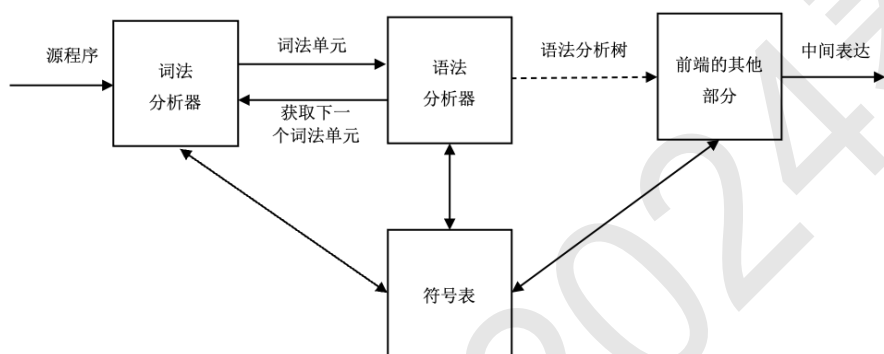 源程序
词法
分析器
词法单元
获取下一
个词法单元
语法
分析器
语法分析树
前端的其他
部分
中间表达
符号表
2024